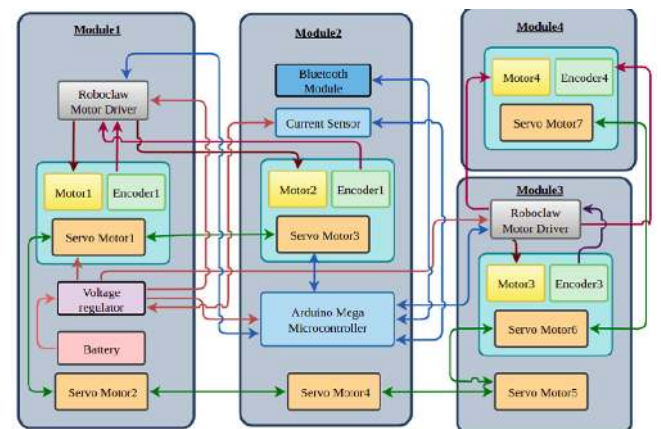 Module1
Roboclaw
Motor Driver
Motor1
Encoder1
Servo Motor1
Voltage
regulator
Battery
Servo Motor2
Module2
Bluetooth
Module
Current Sensor
Motor2
Encoder1
Servo Motor3
Arduino Mega
Microcontroller
Servo Motor4
Module4
Motor4
Encoder4
Servo Motor7
Module3
Roboclaw
Motor Driver
Motor3
Encoder3
Servo Motor6
Servo Motor5